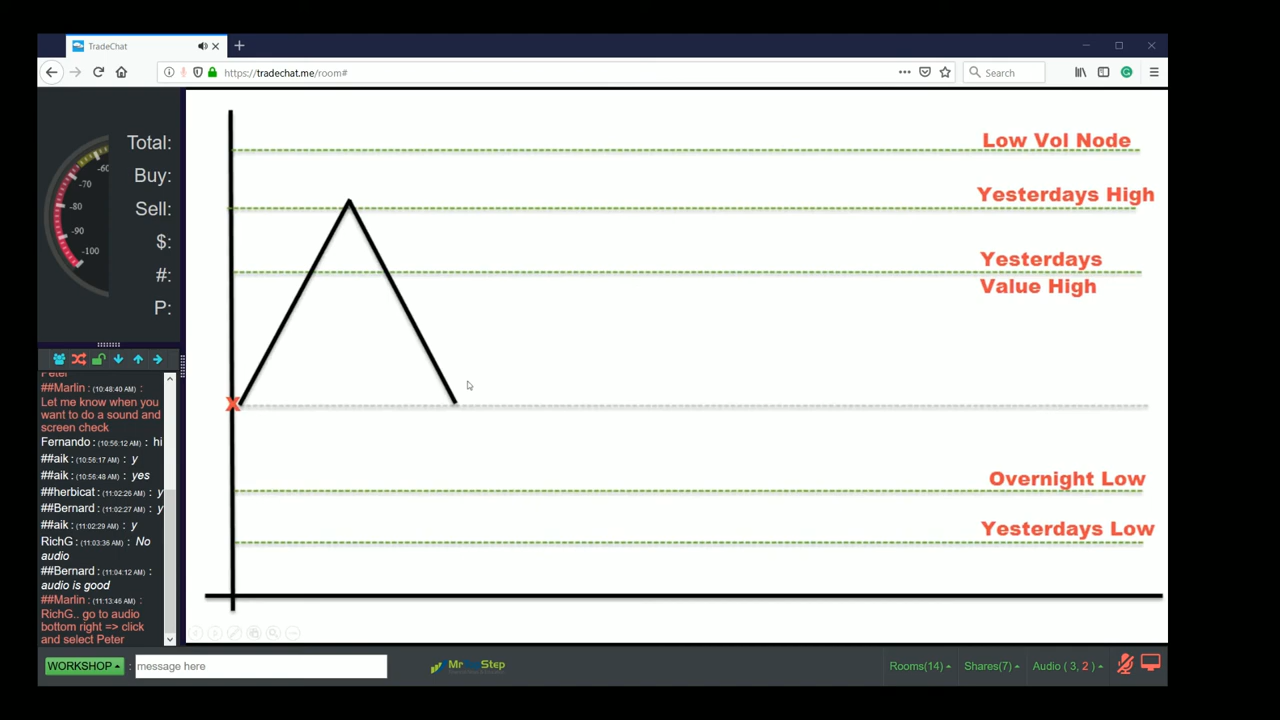 TradeChat
https://tradechat.me/room#
Search
Total:
Buy:
Sell:
$:
#:
P:
-60
-70
-80
-90
-100
Low Vol Node
Yesterdays High
Yesterdays
Value High
X
Overnight Low
Yesterdays Low
Peter
##Marlin : (10:48:40 AM) :
Let me know when you
want to do a sound and
screen check
Fernando : (10:56:12 AM) : hi
##aik : (10:56:17 AM) : y
##aik : (10:56:48 AM) : yes
##herbicat : (11:02:26 AM) : y
##Bernard : (11:02:27 AM) : y
##aik : (11:02:29 AM) : y
RichG : (11:03:36 AM) : No
audio
##Bernard : (11:04:12 AM) :
audio is good
##Marlin : (11:13:46 AM) :
RichG.. go to audio
bottom right => click
and select Peter
WORKSHOP
:
message here
Rooms(14)
Shares(7)
Audio ( 3, 2 )